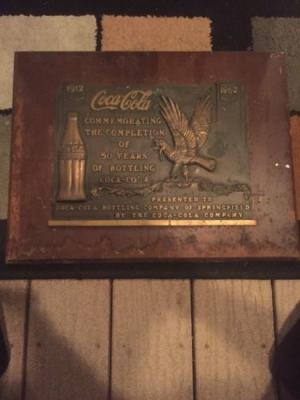 1912 1962
Coca-Cola
COMMEMORATING
THE COMPLETION
OF
50 YEARS
OF BOTTLING
COCA-COLA
PRESENTED TO
COCA-COLA BOTTLING COMPANY OF SPRINGFIELD
BY THE COCA-COLA COMPANY